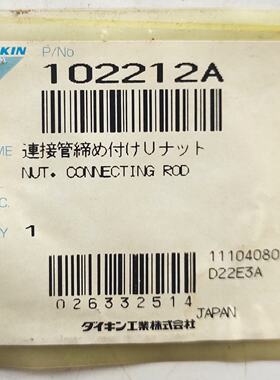 KIN
P/No
102212A
ME 連接管締め付けUナット
NUT. CONNECTING ROD
C.
Y 1
11104080
D22E3A
026332514
JAPAN
ダイキン工業株式会社